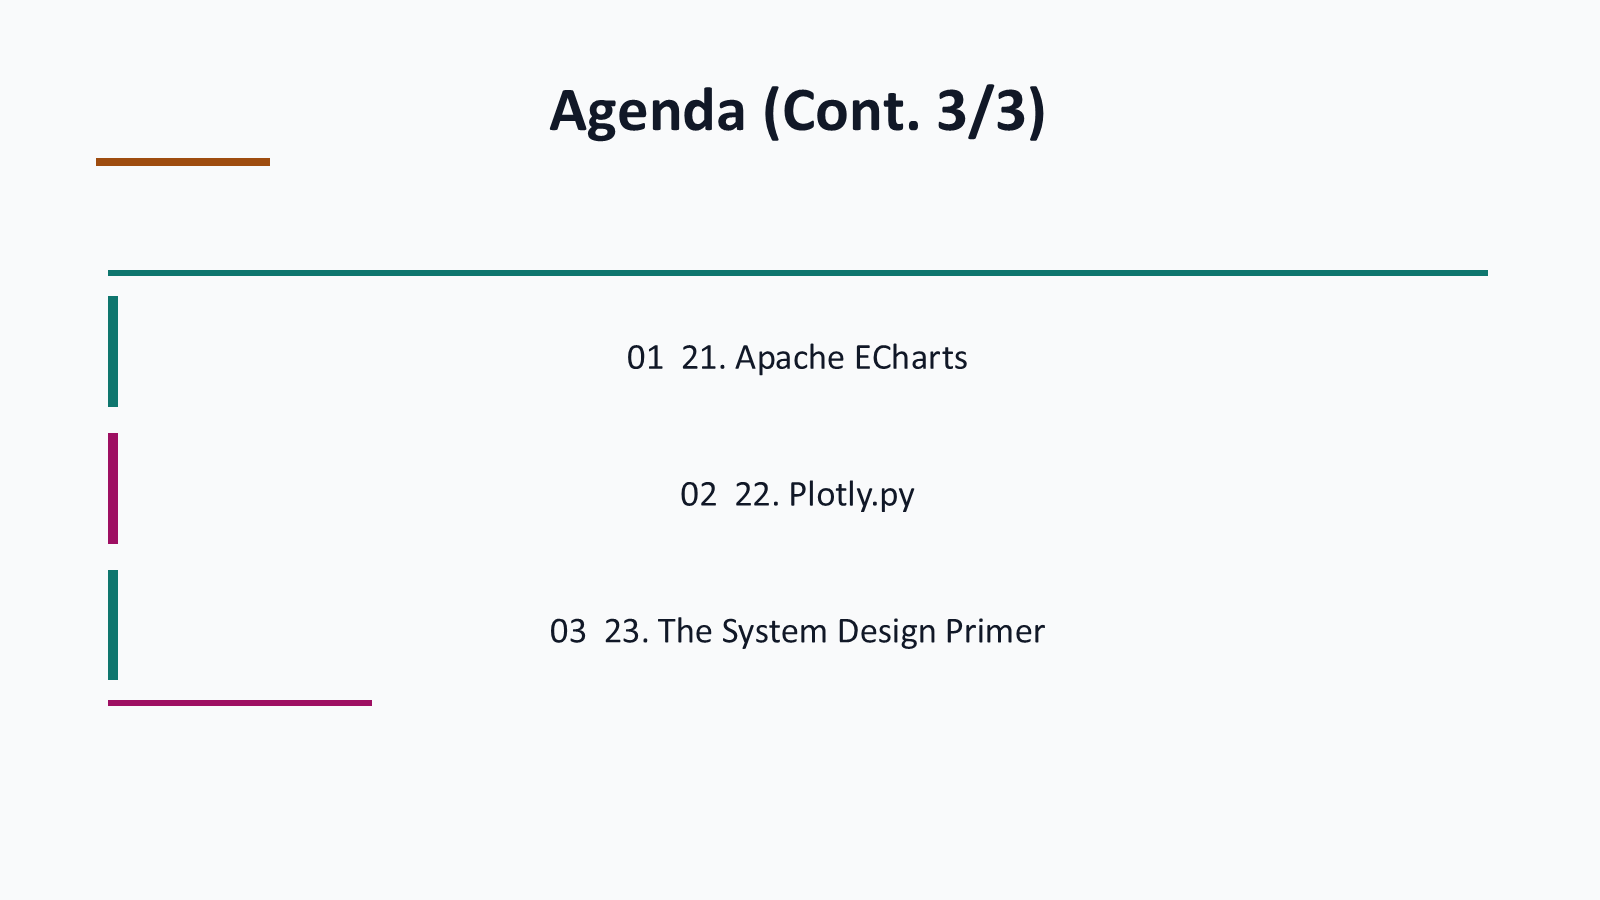 Agenda (Cont. 3/3)
01 21. Apache ECharts
02 22. Plotly.py
03 23. The System Design Primer